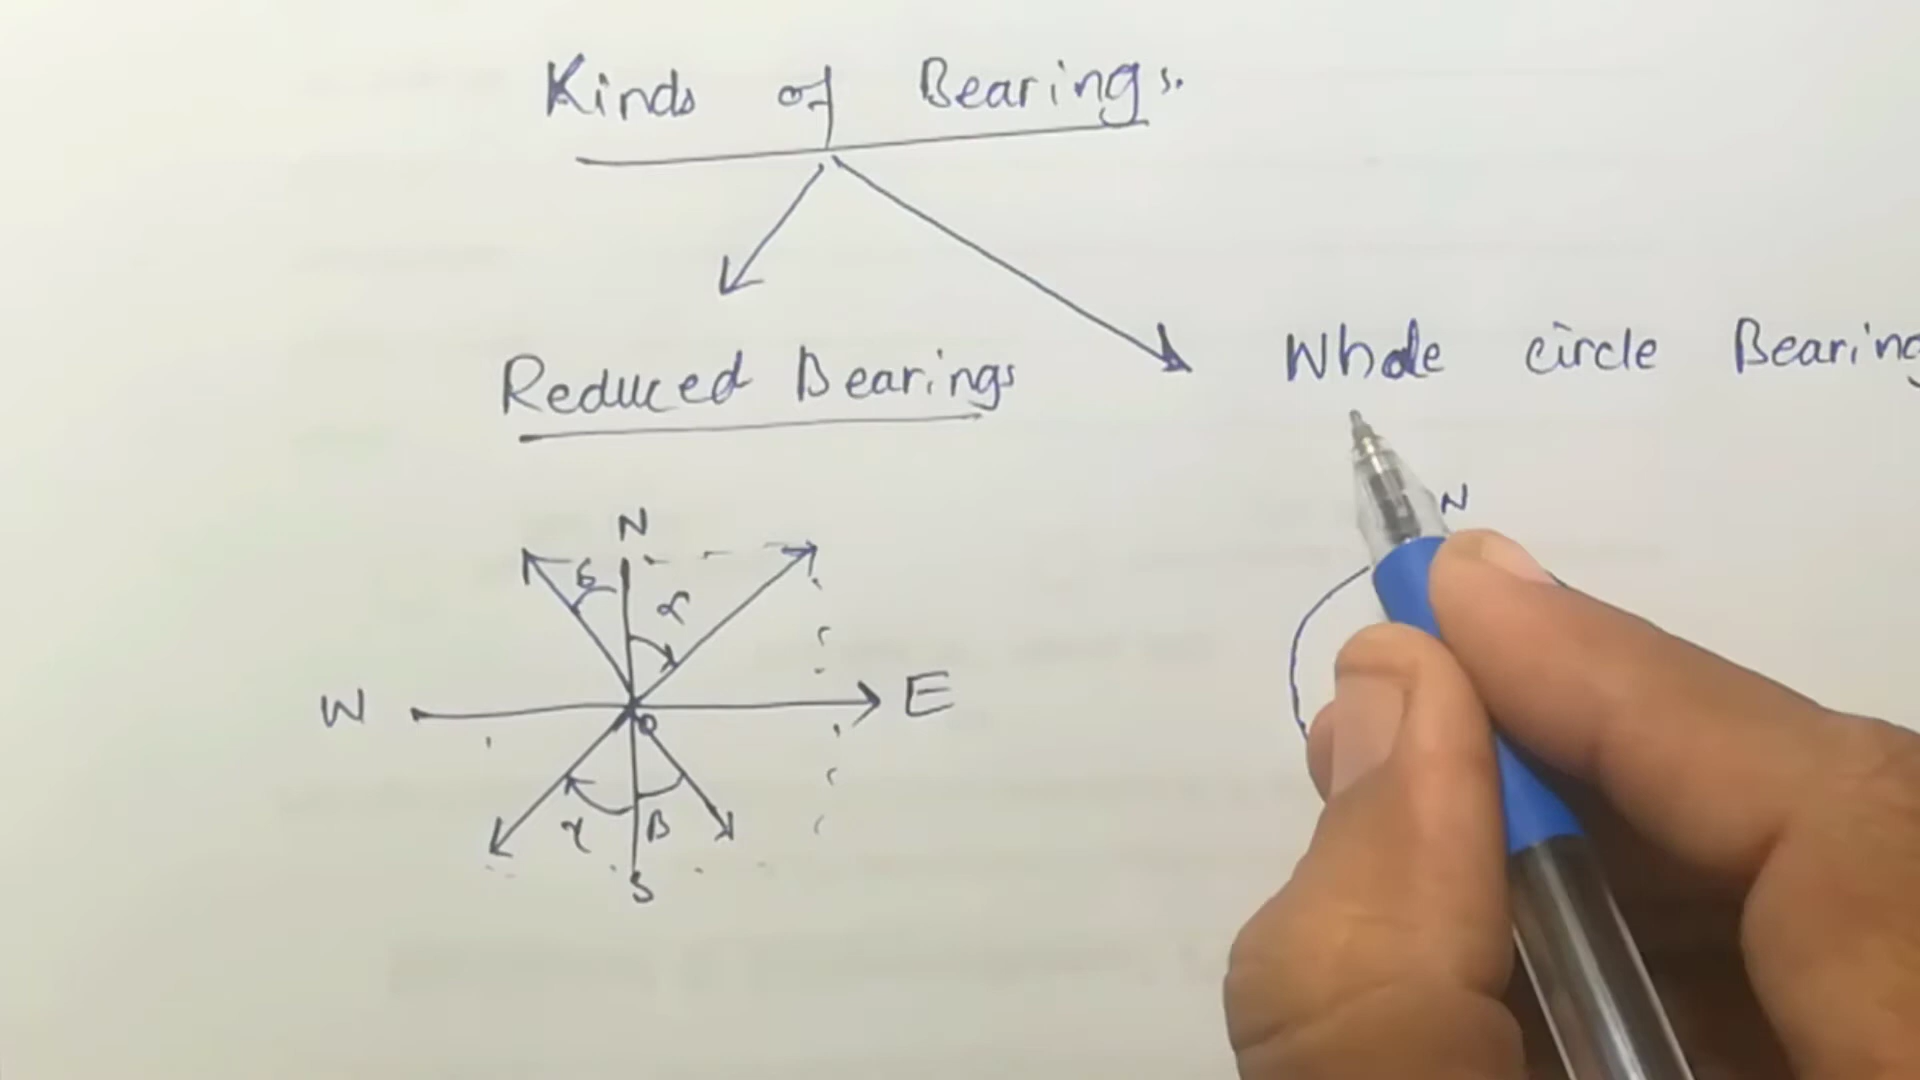 Kinds of Bearings.
Reduced Bearings
Whole circle Bearing
N
N
α
W
E
O
β
S